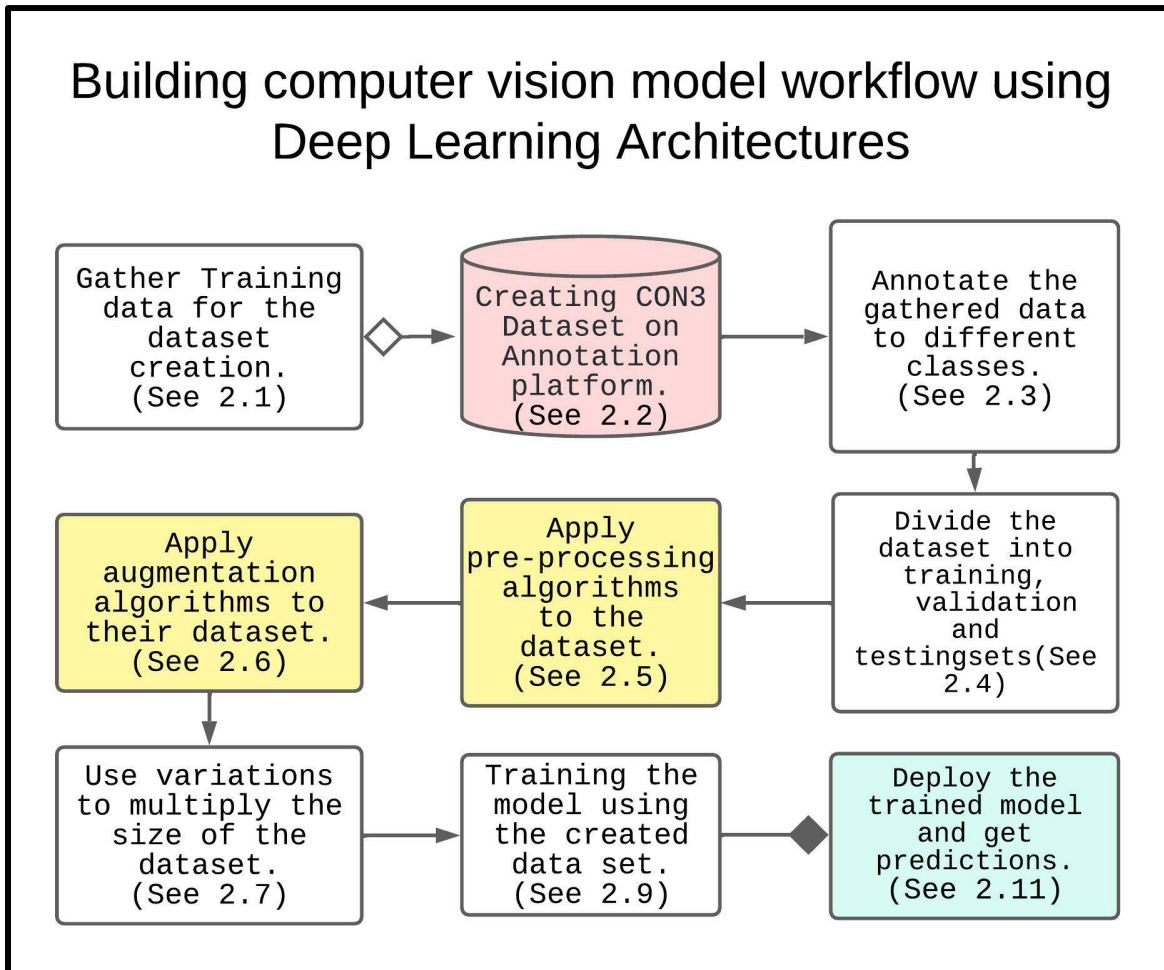 Building computer vision model workflow using
Deep Learning Architectures
Gather Training
data for the
dataset
creation.
(See 2.1)
Creating CON3
Dataset on
Annotation
platform.
(See 2.2)
Annotate the
gathered data
to different
classes.
(See 2.3)
Divide the
dataset into
training,
validation
and
testingsets(See
2.4)
Apply
pre-processing
algorithms
to the
dataset.
(See 2.5)
Apply
augmentation
algorithms to
their dataset.
(See 2.6)
Use variations
to multiply the
size of the
dataset.
(See 2.7)
Training the
model using
the created
data set.
(See 2.9)
Deploy the
trained model
and get
predictions.
(See 2.11)